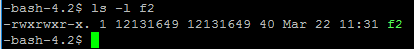 -bash-4.2$ ls -l f2
-rwxrwxr-x. 1 12131649 12131649 40 Mar 22 11:31 f2
-bash-4.2$